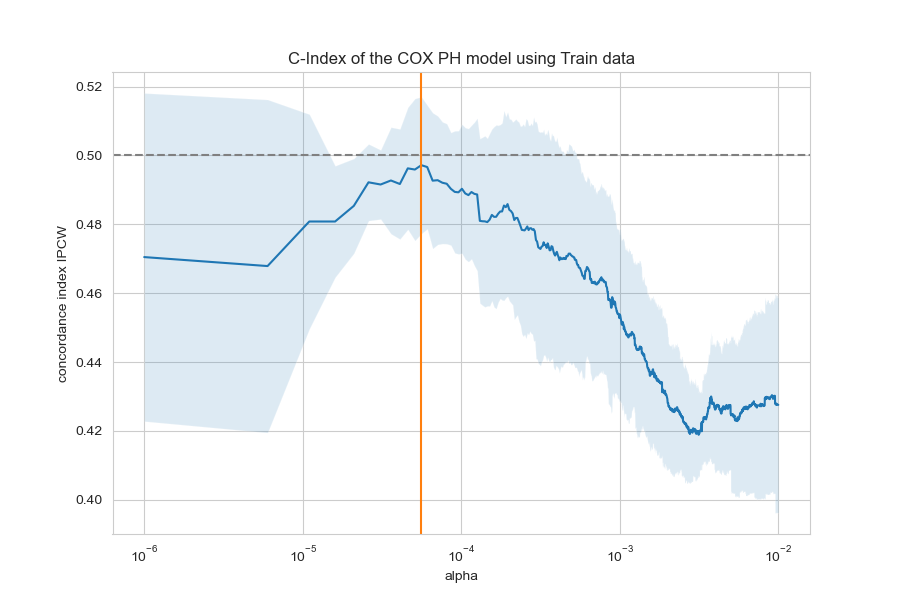 C-Index of the COX PH model using Train data
concordance index IPCW
0.52
0.50
0.48
0.46
0.44
0.42
0.40
10⁻⁶ 10⁻⁵ 10⁻⁴ 10⁻³ 10⁻²
alpha